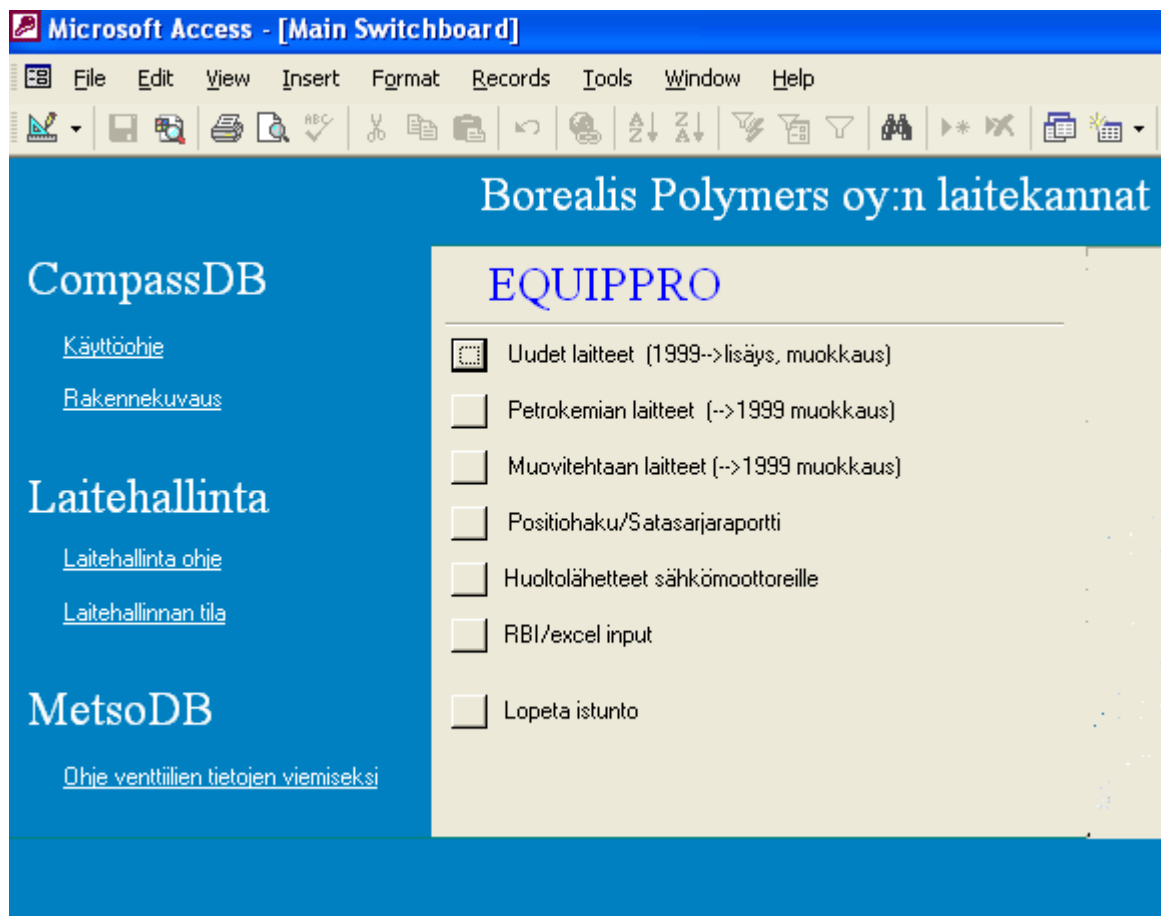 Microsoft Access - [Main Switchboard]
File Edit View Insert Format Records Tools Window Help
Borealis Polymers oy:n laitekannat
CompassDB
Käyttöohje
Rakennekuvaus
Laitehallinta
Laitehallinta ohje
Laitehallinnan tila
MetsoDB
Ohje venttiilien tietojen viemiseksi
EQUIPPRO
Uudet laitteet (1999-->lisäys, muokkaus)
Petrokemian laitteet (-->1999 muokkaus)
Muovitehtaan laitteet (-->1999 muokkaus)
Positiohaku/Satasarjaraportti
Huoltolähetteet sähkömoottoreille
RBI/excel input
Lopeta istunto